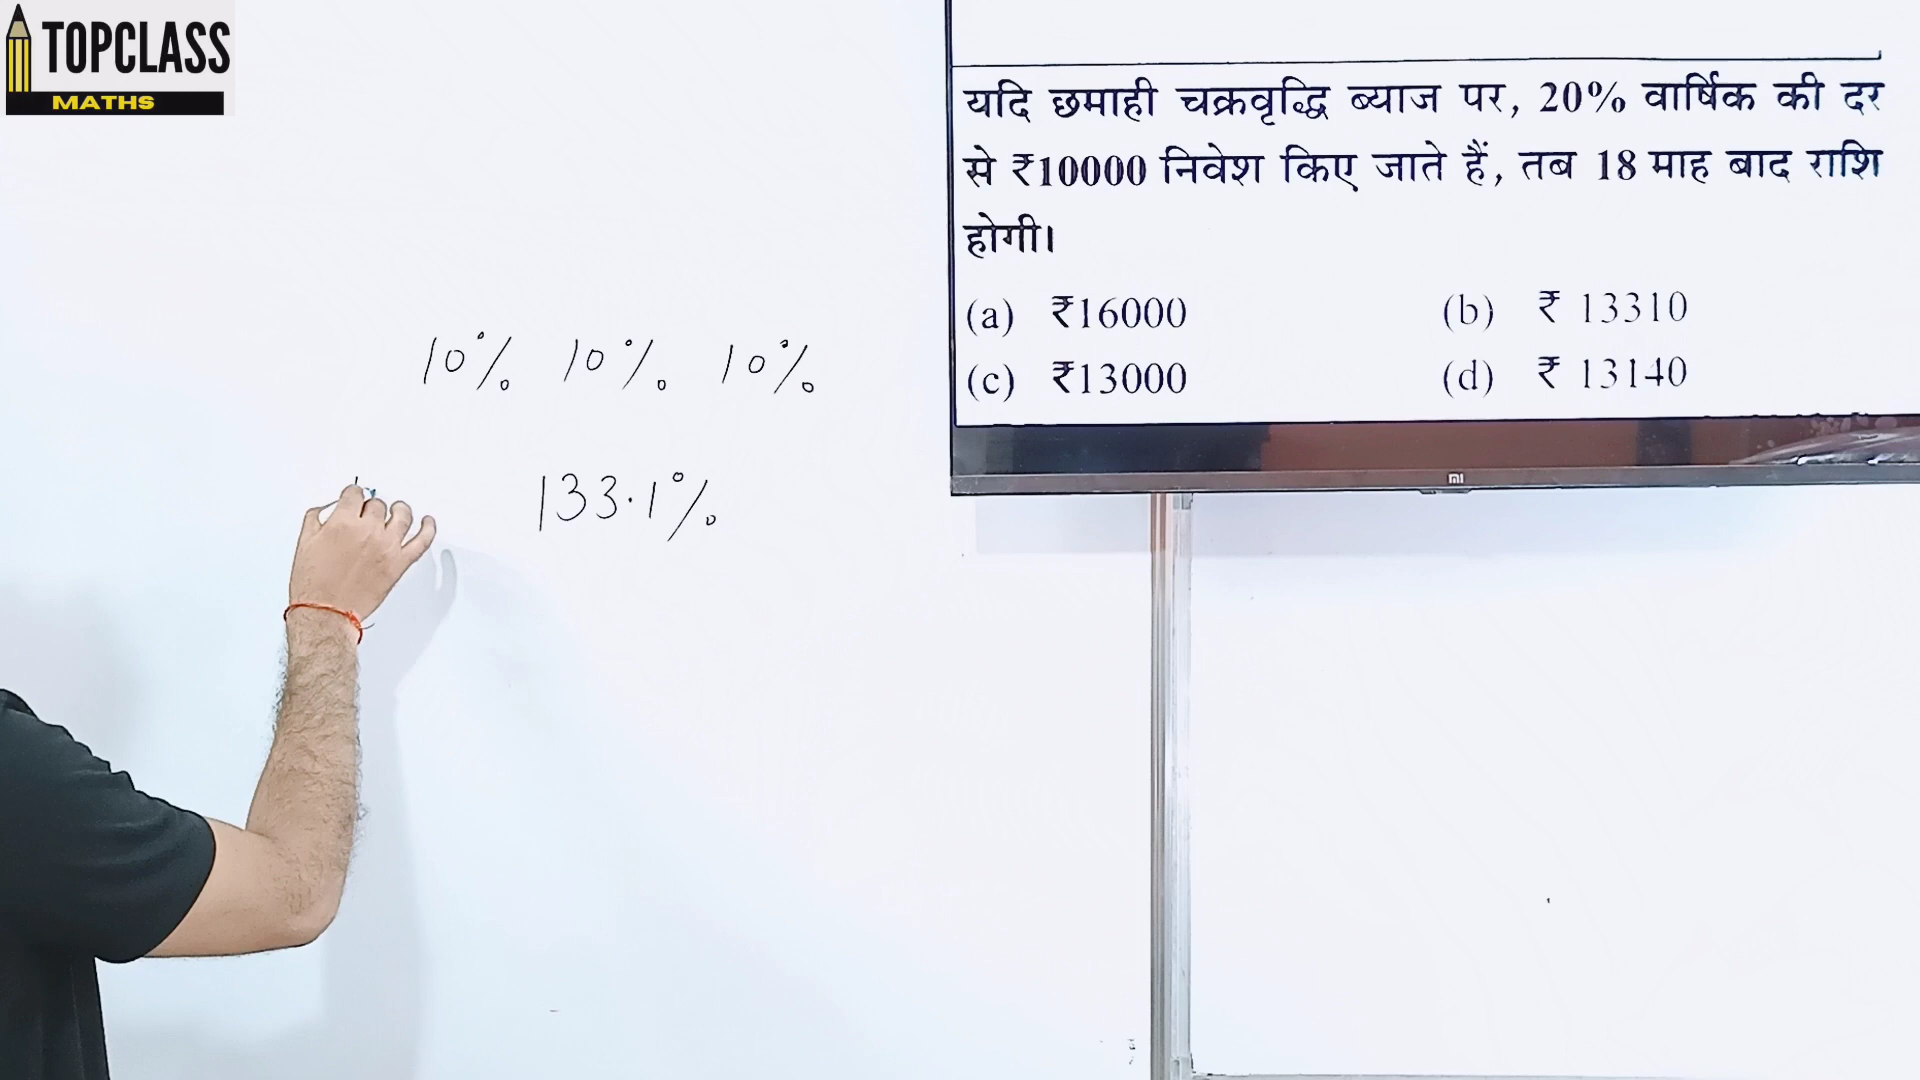 TOPCLASS
MATHS
यदि छमाही चक्रवृद्धि ब्याज पर, 20% वार्षिक की दर
से ₹10000 निवेश किए जाते हैं, तब 18 माह बाद राशि
होगी।
(a) ₹16000 (b) ₹ 13310
(c) ₹13000 (d) ₹ 13140
mi
10% 10% 10%
133.1%